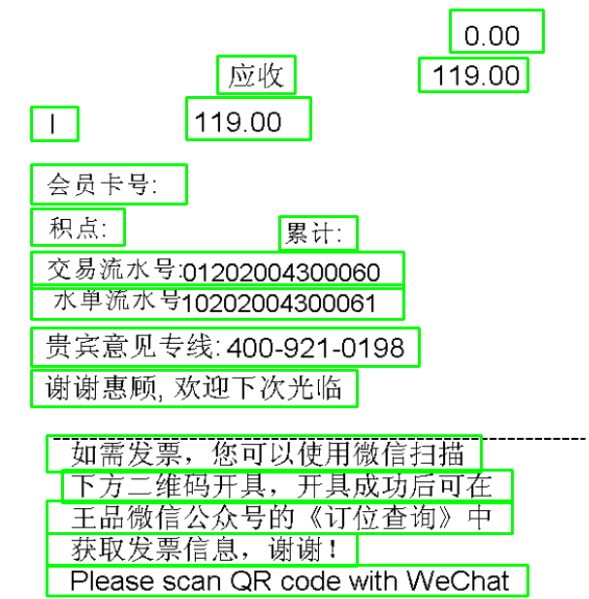 0.00
应收 119.00
I 119.00
会员卡号:
积点: 累计:
交易流水号:01202004300060
水单流水号10202004300061
贵宾意见专线: 400-921-0198
谢谢惠顾, 欢迎下次光临
如需发票，您可以使用微信扫描
下方二维码开具，开具成功后可在
王品微信公众号的《订位查询》中
获取发票信息，谢谢！
Please scan QR code with WeChat